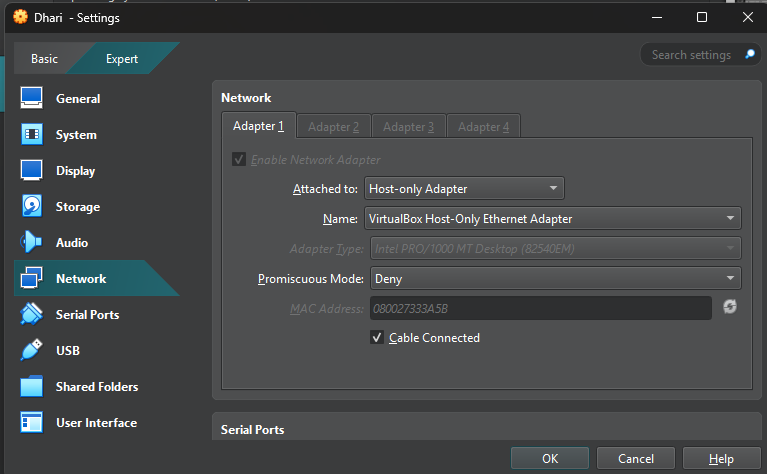 Dhari - Settings
Basic
Expert
Search settings
General
System
Display
Storage
Audio
Network
Serial Ports
USB
Shared Folders
User Interface
Network
Adapter 1
Adapter 2
Adapter 3
Adapter 4
Enable Network Adapter
Attached to: Host-only Adapter
Name: VirtualBox Host-Only Ethernet Adapter
Adapter Type: Intel PRO/1000 MT Desktop (82540EM)
Promiscuous Mode: Deny
MAC Address: 080027333A5B
Cable Connected
Serial Ports
OK
Cancel
Help